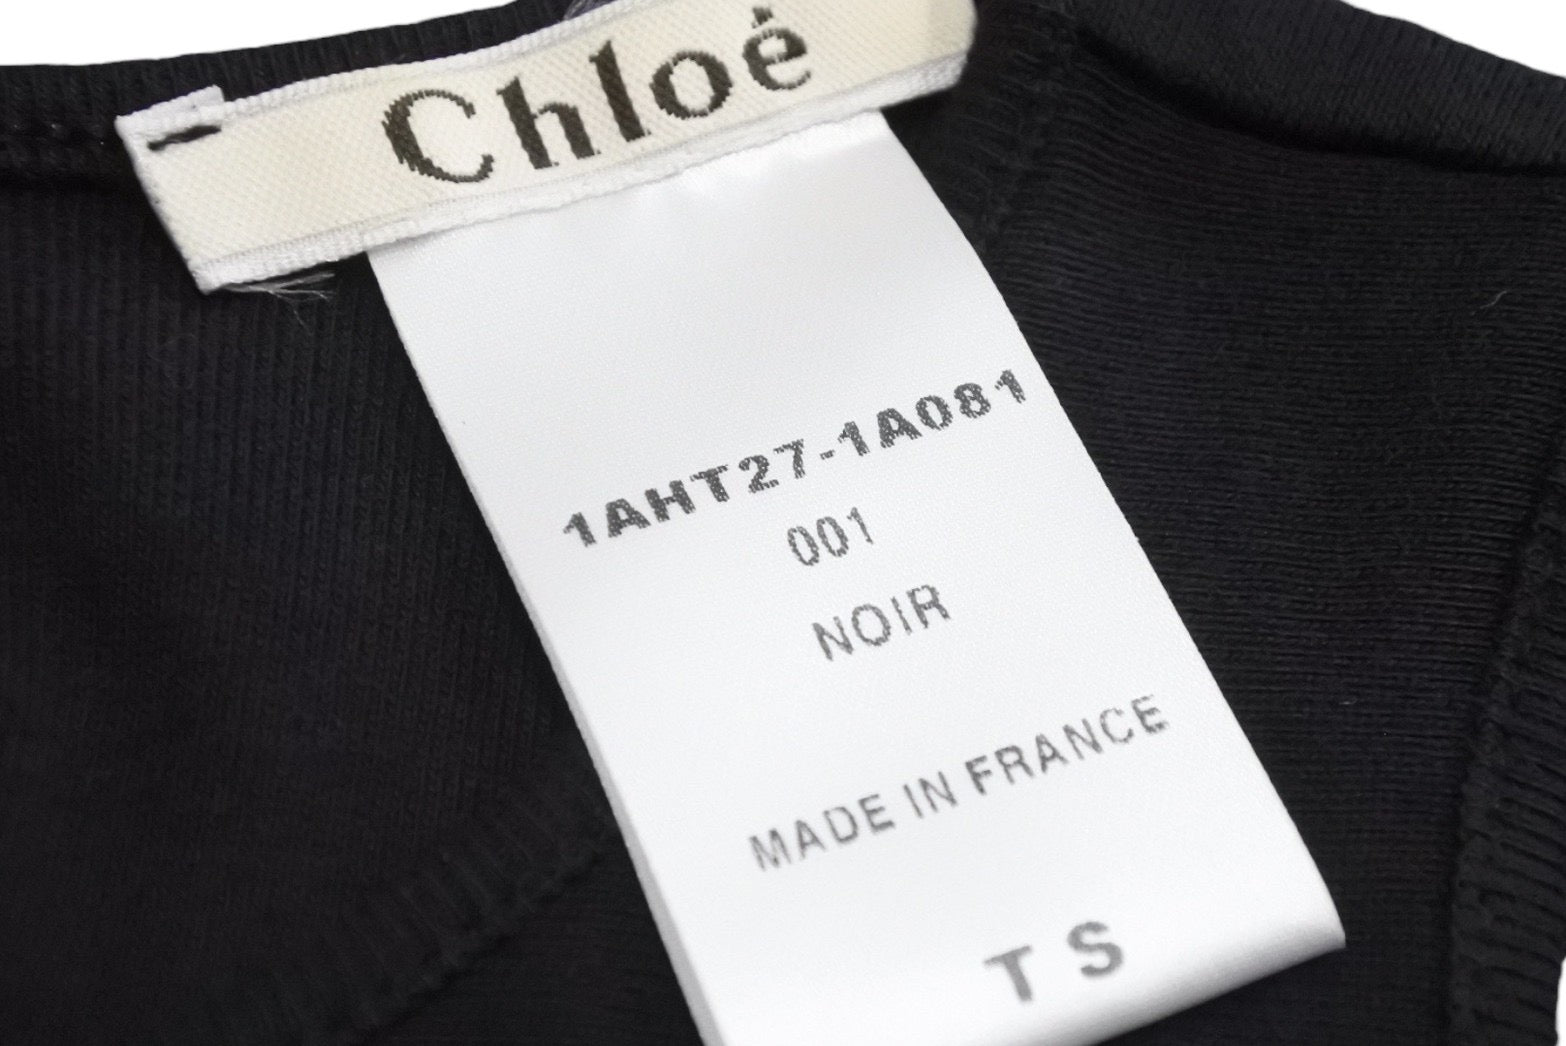 Chloé
1AHT27-1A081
001
NOIR
MADE IN FRANCE
T S